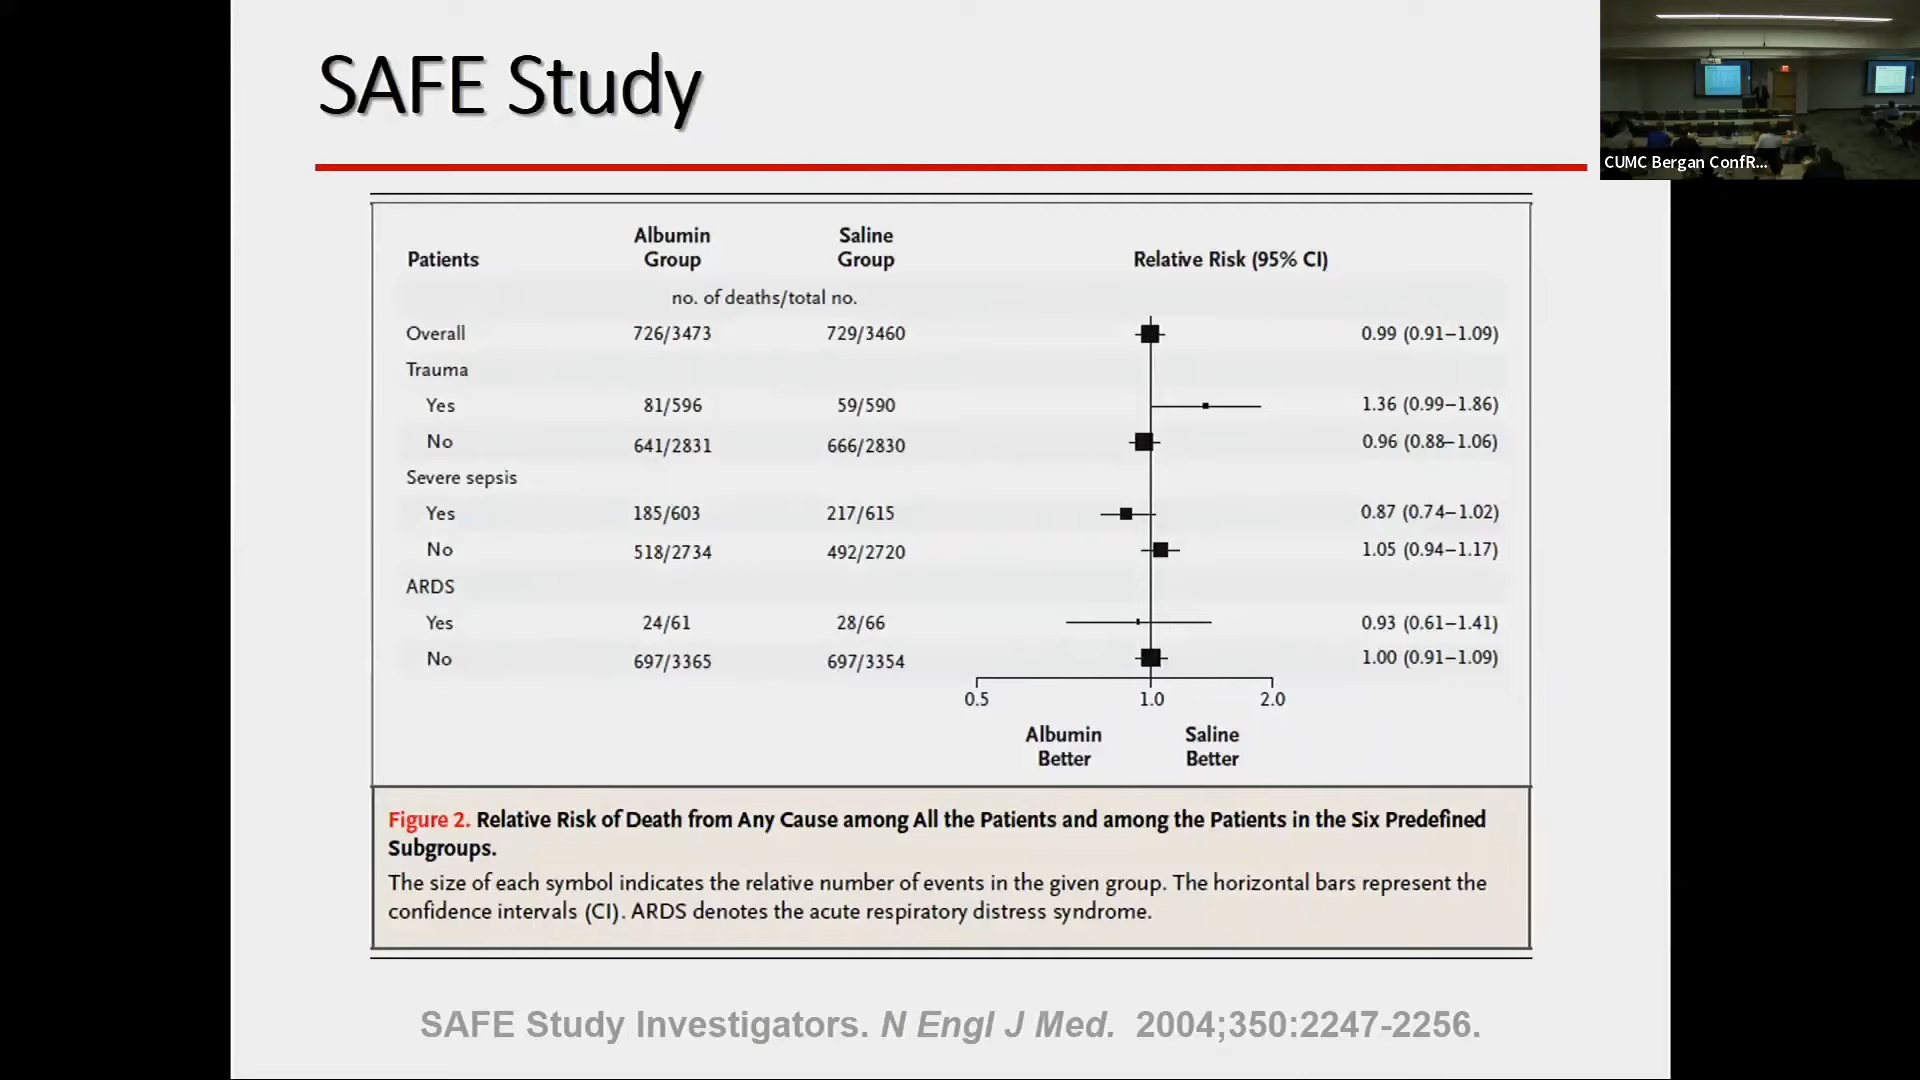 SAFE Study
CUMC Bergan ConfR...
Albumin Saline
Patients Group Group Relative Risk (95% CI)
no. of deaths/total no.
Overall 726/3473 729/3460 0.99 (0.91–1.09)
Trauma
Yes 81/596 59/590 1.36 (0.99–1.86)
No 641/2831 666/2830 0.96 (0.88–1.06)
Severe sepsis
Yes 185/603 217/615 0.87 (0.74–1.02)
No 518/2734 492/2720 1.05 (0.94–1.17)
ARDS
Yes 24/61 28/66 0.93 (0.61–1.41)
No 697/3365 697/3354 1.00 (0.91–1.09)
0.5 1.0 2.0
Albumin Saline
Better Better
Figure 2. Relative Risk of Death from Any Cause among All the Patients and among the Patients in the Six Predefined
Subgroups.
The size of each symbol indicates the relative number of events in the given group. The horizontal bars represent the
confidence intervals (CI). ARDS denotes the acute respiratory distress syndrome.
SAFE Study Investigators. N Engl J Med. 2004;350:2247-2256.